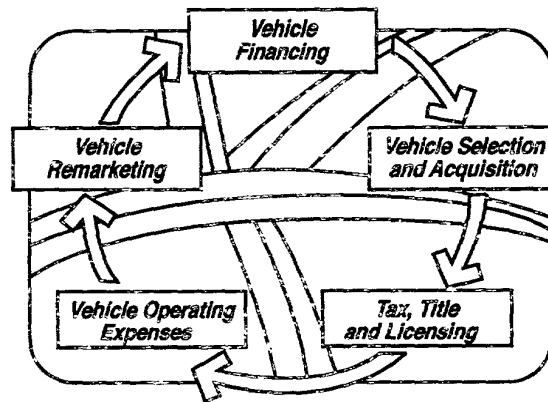 Vehicle
Financing
Vehicle Selection
and Acquisition
Tax, Title
and Licensing
Vehicle Operating
Expenses
Vehicle
Remarketing